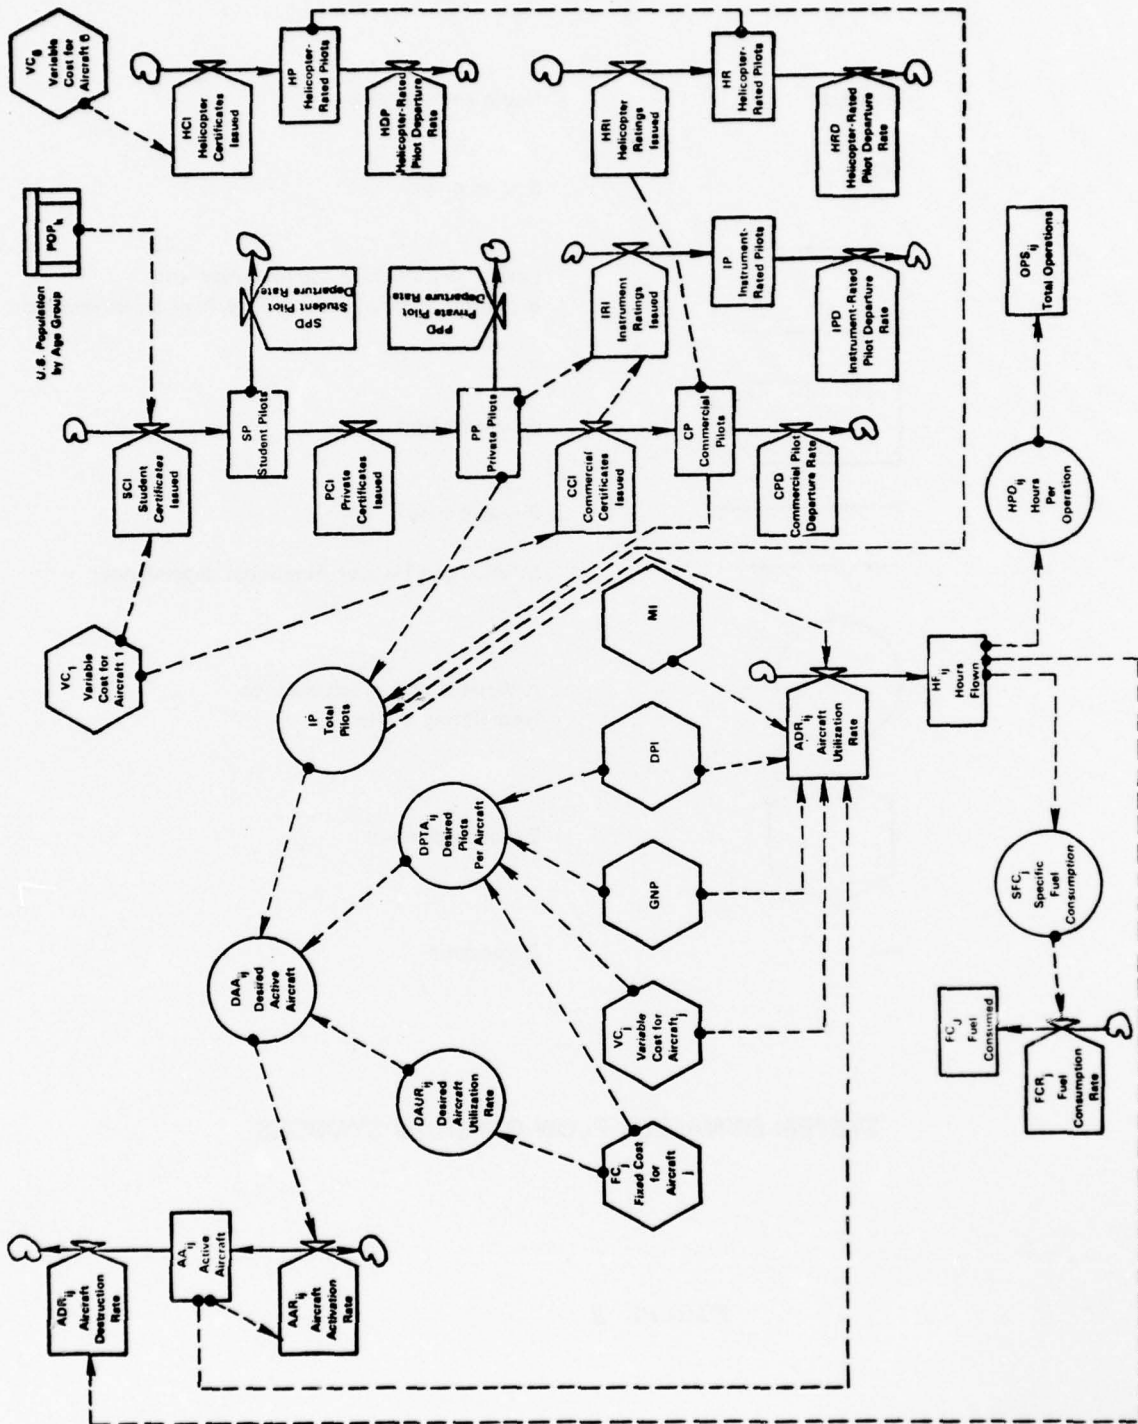 VC6
Variable
Cost for
Aircraft 6
HCI
Helicopter
Certificates
Issued
HP
Helicopter-
Rated Pilots
HDP
Helicopter-Rated
Pilot Departure
Rate
HRI
Helicopter
Ratings
Issued
HR
Helicopter-
Rated Pilots
HRD
Helicopter-Rated
Pilot Departure
Rate
U.S. Population
by Age Group
POPk
SPD
Student Pilot
Departure Rate
PPD
Private Pilot
Departure Rate
IRI
Instrument
Ratings
Issued
IP
Instrument-
Rated Pilots
IPD
Instrument-Rated
Pilot Departure
Rate
SCI
Student
Certificates
Issued
SP
Student Pilots
PCI
Private
Certificates
Issued
PP
Private Pilots
CCI
Commercial
Certificates
Issued
CP
Commercial
Pilots
CPD
Commercial Pilot
Departure Rate
OPSij
Total Operations
HPOij
Hours
Per
Operation
VC1
Variable
Cost for
Aircraft 1
IP
Total
Pilots
MI
DPI
GNP
VCj
Variable
Cost for
Aircraftj
FCj
Fixed Cost
for
Aircraft
j
DPTAij
Desired
Pilots
Per Aircraft
DAAij
Desired
Active
Aircraft
DAURij
Desired
Aircraft
Utilization
Rate
ADRij
Aircraft
Utilization
Rate
HFij
Hours
Flown
SFCj
Specific
Fuel
Consumption
FCJ
Fuel
Consumed
FCRj
Fuel
Consumption
Rate
ADRij
Aircraft
Destruction
Rate
AAij
Active
Aircraft
AARij
Aircraft
Activation
Rate